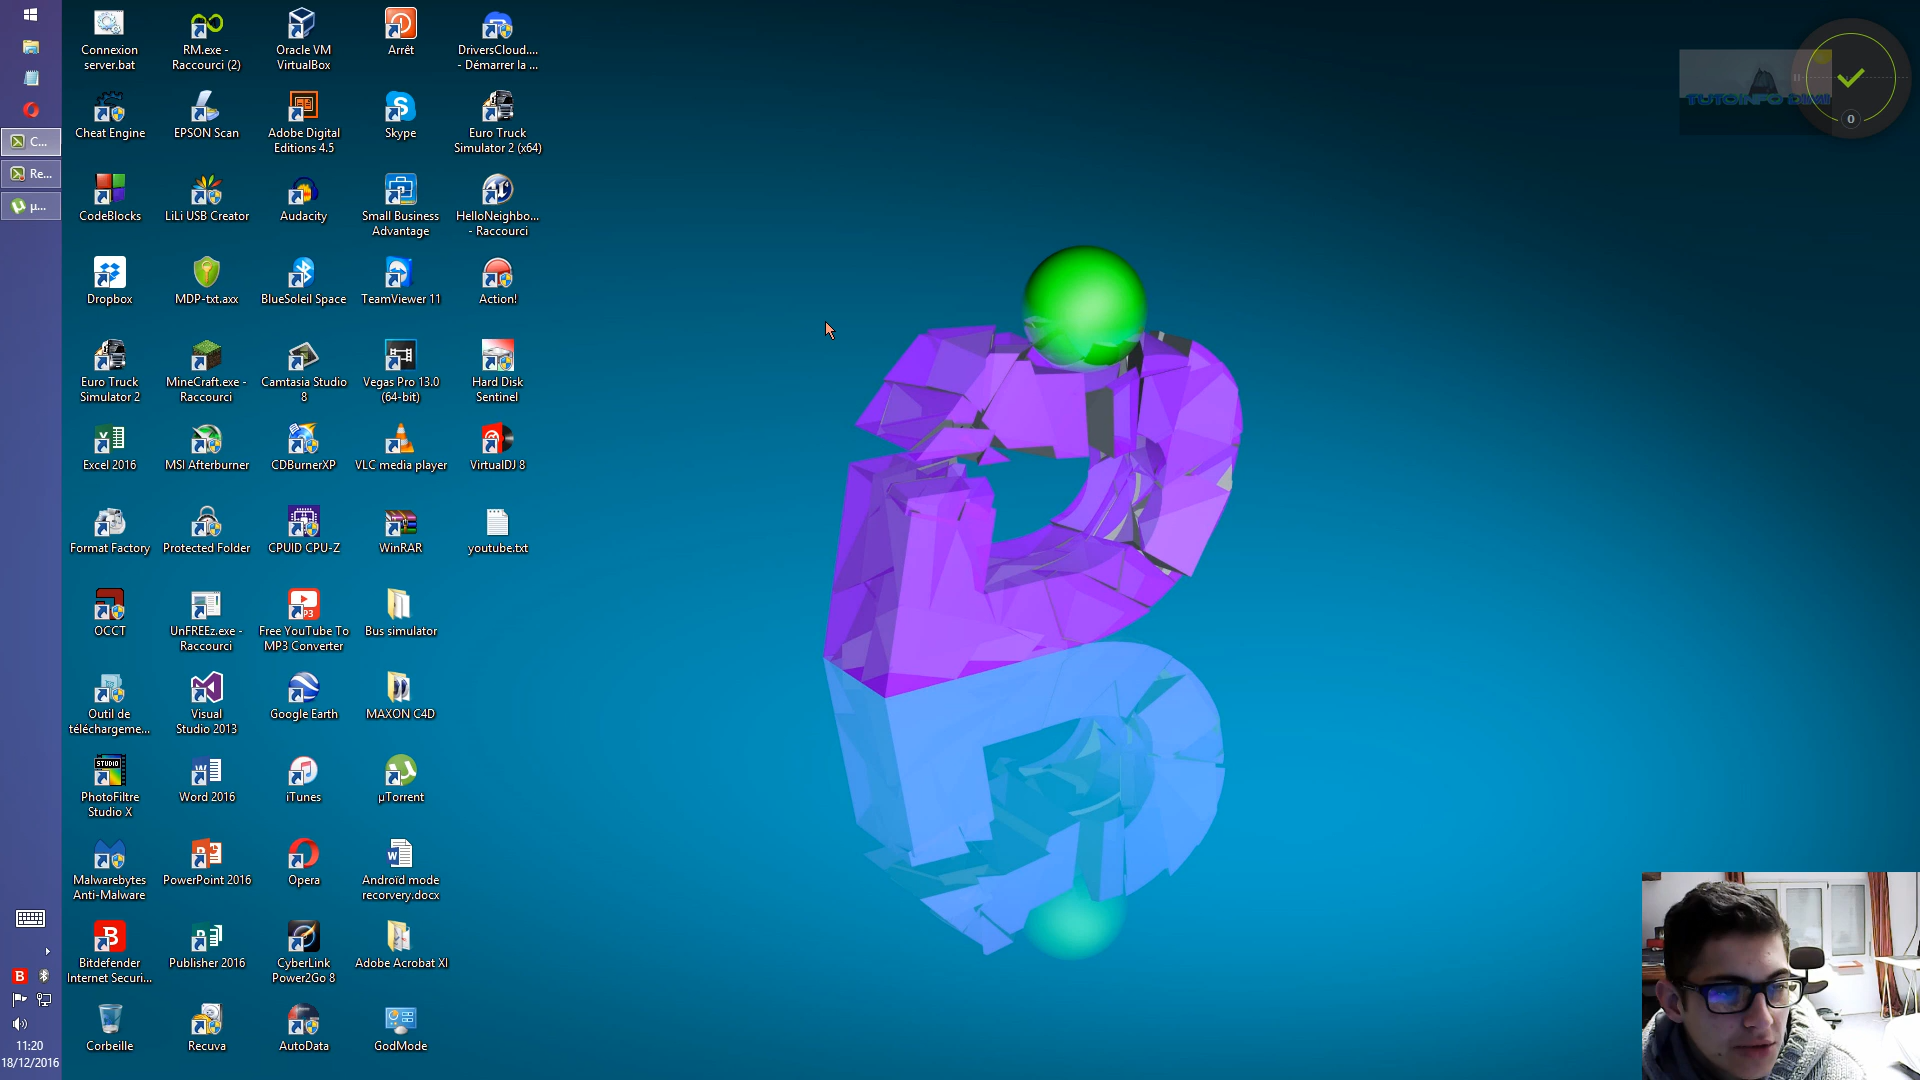 C...
Re...
µ...
11:20
18/12/2016
Connexion
server.bat
Cheat Engine
CodeBlocks
Dropbox
Euro Truck
Simulator 2
Excel 2016
Format Factory
OCCT
Outil de
téléchargeme...
STUDIO
PhotoFiltre
Studio X
Malwarebytes
Anti-Malware
Bitdefender
Internet Securi...
Corbeille
RM.exe -
Raccourci (2)
EPSON Scan
LiLi USB Creator
MDP-txt.axx
MineCraft.exe -
Raccourci
MSI Afterburner
Protected Folder
UnFREEz.exe -
Raccourci
Visual
Studio 2013
Word 2016
PowerPoint 2016
Publisher 2016
Recuva
Oracle VM
VirtualBox
Adobe Digital
Editions 4.5
Audacity
BlueSoleil Space
Camtasia Studio
8
CDBurnerXP
CPUID CPU-Z
Free YouTube To
MP3 Converter
Google Earth
iTunes
Opera
CyberLink
Power2Go 8
AutoData
Arrêt
Skype
Small Business
Advantage
TeamViewer 11
Vegas Pro 13.0
(64-bit)
VLC media player
WinRAR
Bus simulator
MAXON C4D
µTorrent
Androïd mode
recorvery.docx
Adobe Acrobat XI
GodMode
DriversCloud....
- Démarrer la ...
Euro Truck
Simulator 2 (x64)
HelloNeighbo...
- Raccourci
Action!
Hard Disk
Sentinel
VirtualDJ 8
youtube.txt
TUTOINFO
0